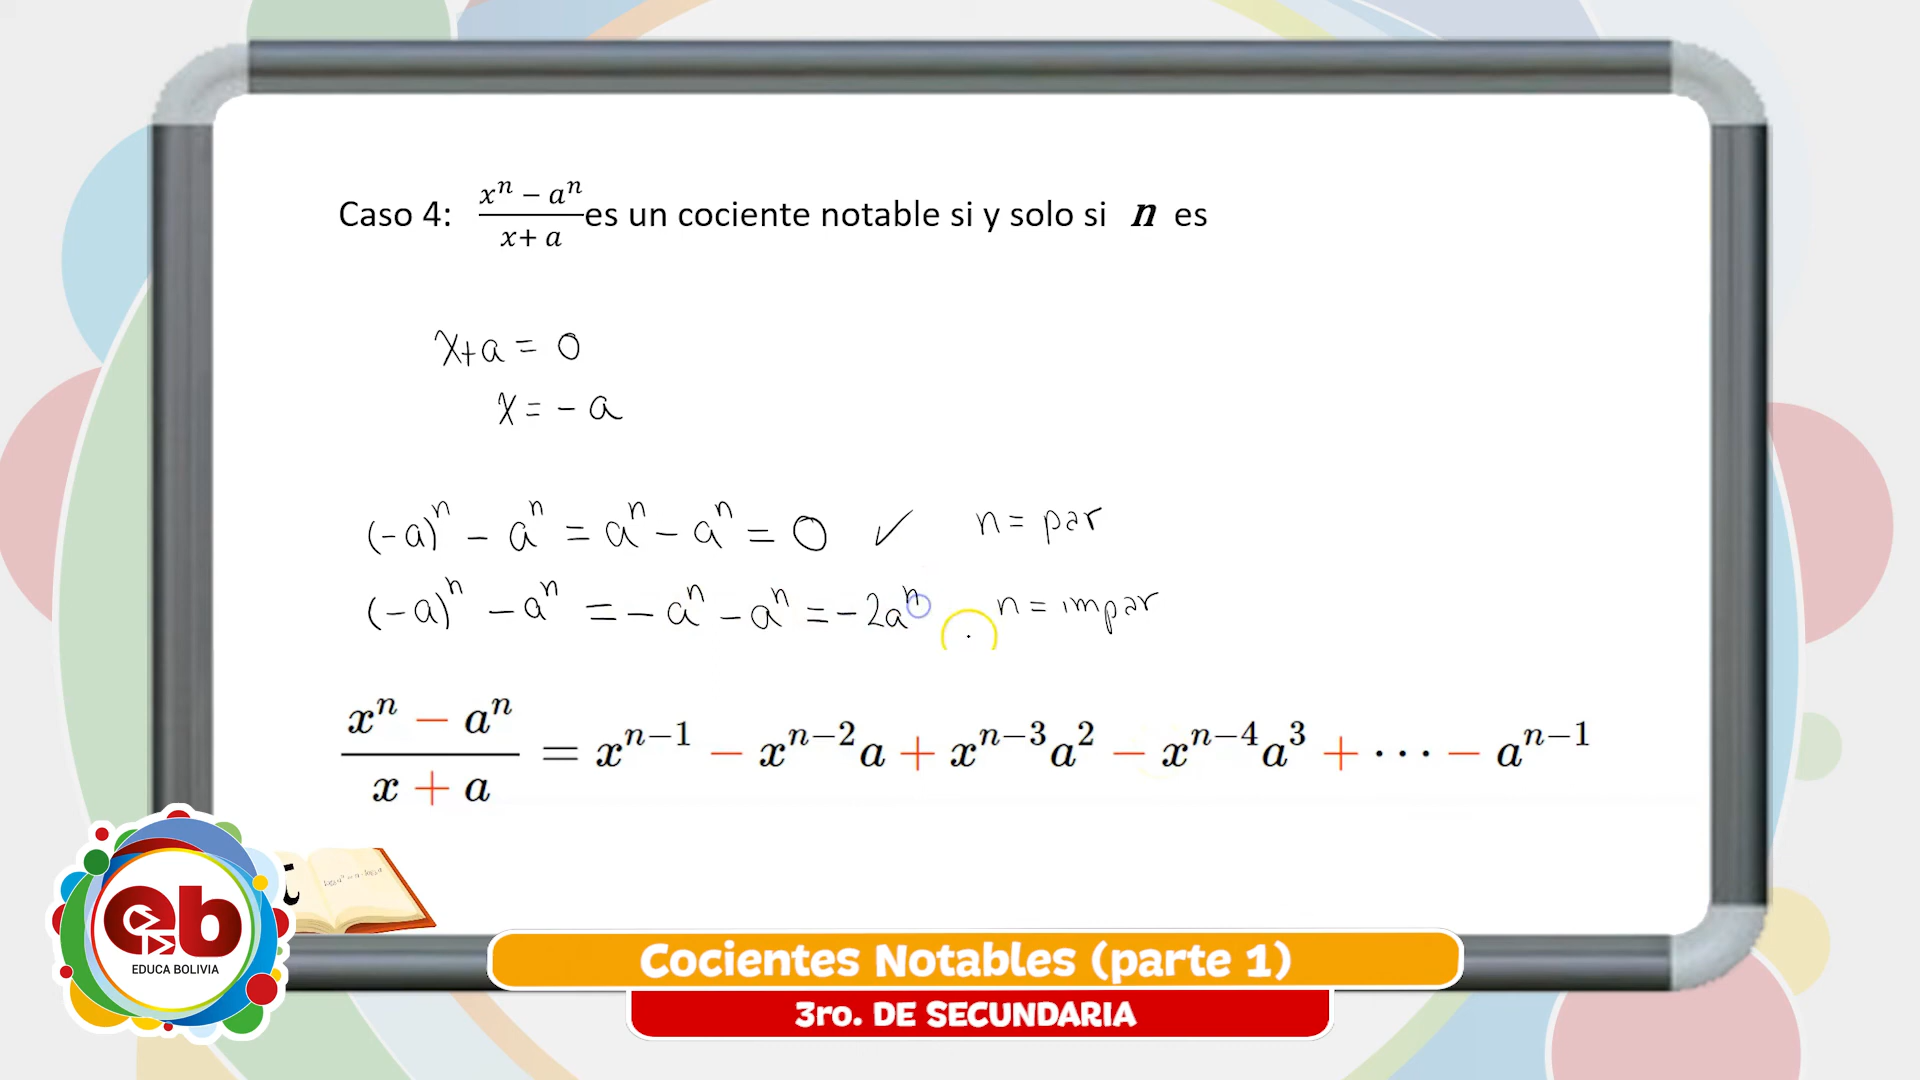 Caso 4: xⁿ − aⁿ / x + a es un cociente notable si y solo si n es
x+a = 0
x = − a
(−a)ⁿ − aⁿ = aⁿ − aⁿ = 0 ✓ n = par
(−a)ⁿ − aⁿ = − aⁿ − aⁿ = −2aⁿ n = impar
xⁿ − aⁿ / x + a = xⁿ⁻¹ − xⁿ⁻²a + xⁿ⁻³a² − xⁿ⁻⁴a³ + ⋯ − aⁿ⁻¹
eb
EDUCA BOLIVIA
Cocientes Notables (parte 1)
3ro. DE SECUNDARIA